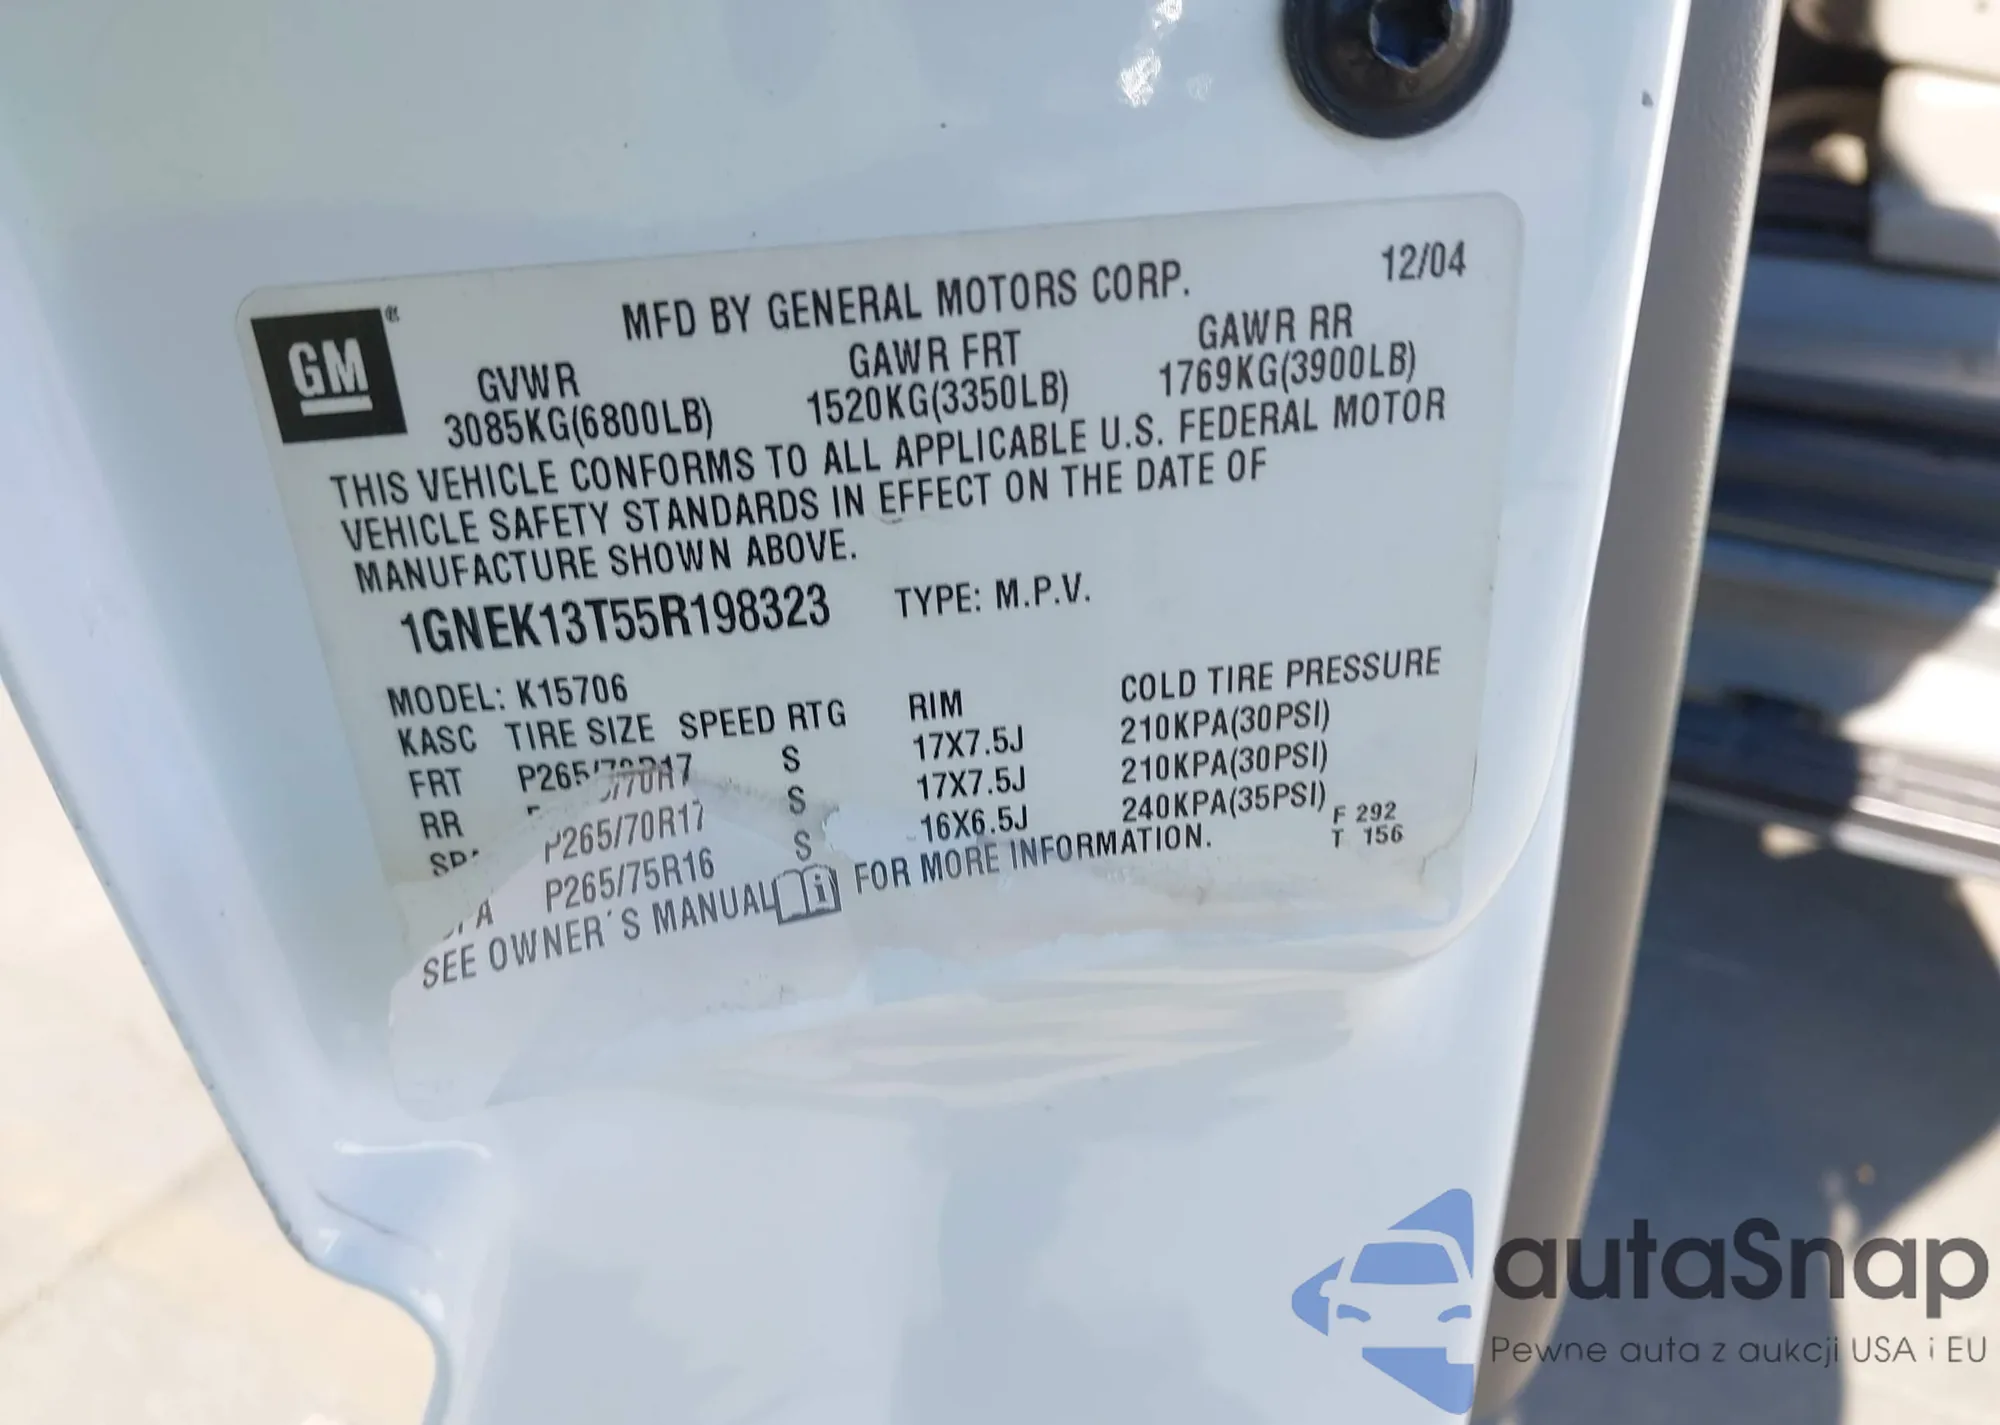 MFD BY GENERAL MOTORS CORP. 12/04
GM®
GVWR GAWR FRT GAWR RR
3085KG(6800LB) 1520KG(3350LB) 1769KG(3900LB)
THIS VEHICLE CONFORMS TO ALL APPLICABLE U.S. FEDERAL MOTOR
VEHICLE SAFETY STANDARDS IN EFFECT ON THE DATE OF
MANUFACTURE SHOWN ABOVE.
1GNEK13T55R198323 TYPE: M.P.V.
MODEL: K15706
KASC TIRE SIZE SPEED RTG RIM COLD TIRE PRESSURE
FRT P265/70R17 S 17X7.5J 210KPA(30PSI)
RR P265/70R17 S 17X7.5J 210KPA(30PSI)
P265/75R16 S 16X6.5J 240KPA(35PSI) F 292
T 156
SEE OWNER'S MANUAL i FOR MORE INFORMATION.
autaSnap
Pewne auta z aukcji USA i EU